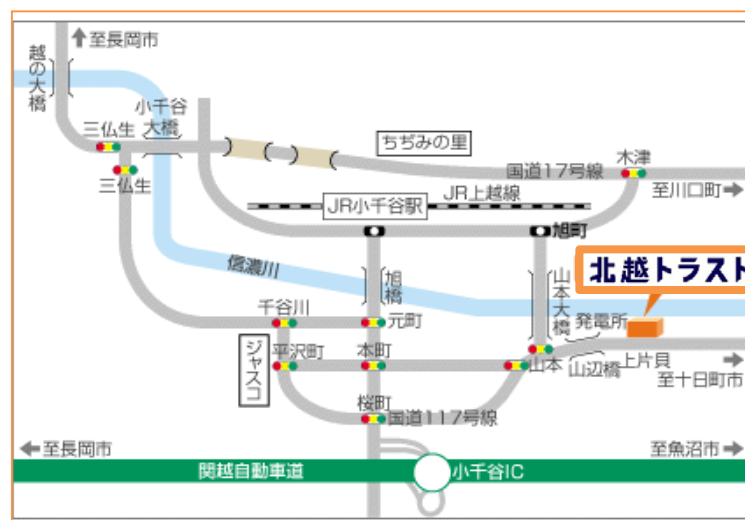 至長岡市
越の大橋
小千谷大橋
三仏生
三仏生
ちぢみの里
国道17号線
木津
至川口町
JR上越線
JR小千谷駅
旭町
信濃川
旭橋
山本大橋
北越トラスト
千谷川
元町
発電所
ジャスコ
平沢町
本町
山本
山辺橋
上片貝
至十日町市
桜町
国道117号線
至長岡市
至魚沼市
関越自動車道
小千谷IC